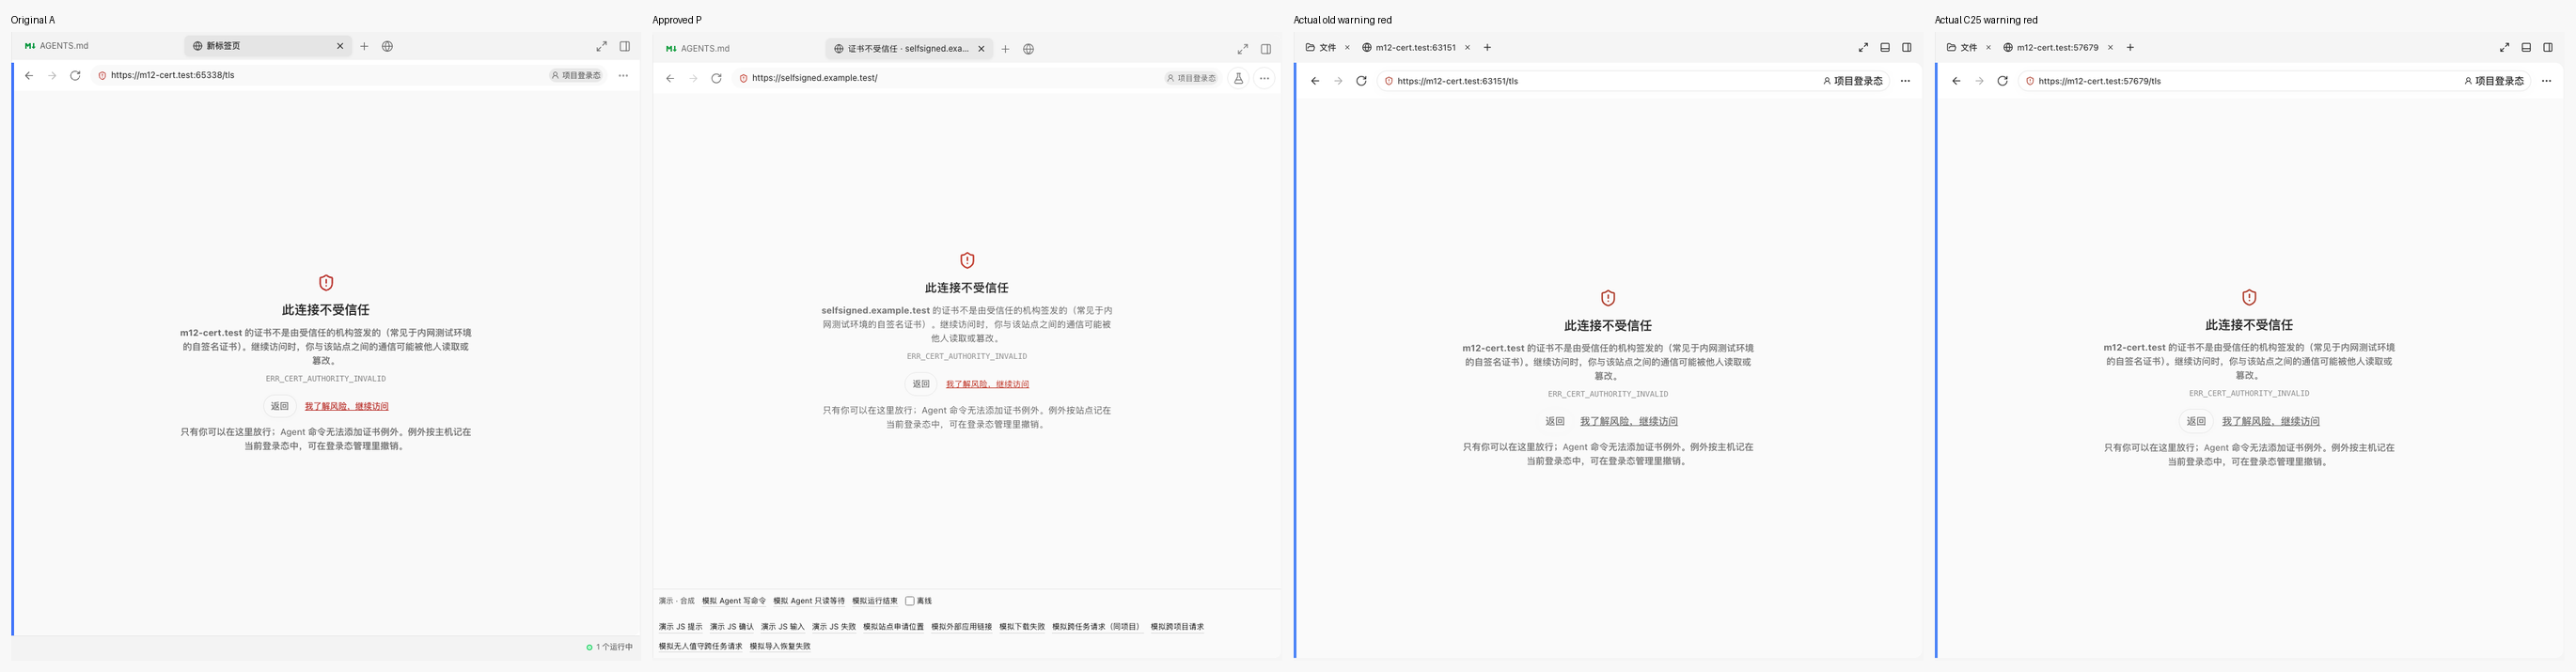 Original A
AGENTS.md
新标签页
https://m12-cert.test:65338/tls
项目登录态
此连接不受信任
m12-cert.test 的证书不是由受信任的机构签发的（常见于内网测试环境
的自签名证书）。继续访问时，你与该站点之间的通信可能被他人读取或
篡改。
ERR_CERT_AUTHORITY_INVALID
返回
我了解风险、继续访问
只有你可以在这里放行；Agent 命令无法添加证书例外。例外按主机记在
当前登录态中，可在登录态管理里撤销。
1 个运行中
Approved P
AGENTS.md
证书不受信任 · selfsigned.exa...
https://selfsigned.example.test/
项目登录态
此连接不受信任
selfsigned.example.test 的证书不是由受信任的机构签发的（常见于内
网测试环境的自签名证书）。继续访问时，你与该站点之间的通信可能被
他人读取或篡改。
ERR_CERT_AUTHORITY_INVALID
返回
我了解风险、继续访问
只有你可以在这里放行；Agent 命令无法添加证书例外。例外按站点记在
当前登录态中，可在登录态管理里撤销。
演示 · 合成 模拟 Agent 写命令 模拟 Agent 只读等待 模拟运行结束 离线
演示 JS 提示 演示 JS 确认 演示 JS 输入 演示 JS 失败 模拟站点申请位置 模拟外部应用链接 模拟下载失败 模拟跨任务请求（同项目） 模拟跨项目请求
模拟无人值守跨任务请求 模拟导入恢复失败
Actual old warning red
文件
m12-cert.test:63151
https://m12-cert.test:63151/tls
项目登录态
此连接不受信任
m12-cert.test 的证书不是由受信任的机构签发的（常见于内网测试环境
的自签名证书）。继续访问时，你与该站点之间的通信可能被他人读取或
篡改。
ERR_CERT_AUTHORITY_INVALID
返回
我了解风险、继续访问
只有你可以在这里放行；Agent 命令无法添加证书例外。例外按主机记在
当前登录态中，可在登录态管理里撤销。
Actual C25 warning red
文件
m12-cert.test:57679
https://m12-cert.test:57679/tls
项目登录态
此连接不受信任
m12-cert.test 的证书不是由受信任的机构签发的（常见于内网测试环境
的自签名证书）。继续访问时，你与该站点之间的通信可能被他人读取或
篡改。
ERR_CERT_AUTHORITY_INVALID
返回
我了解风险、继续访问
只有你可以在这里放行；Agent 命令无法添加证书例外。例外按主机记在
当前登录态中，可在登录态管理里撤销。